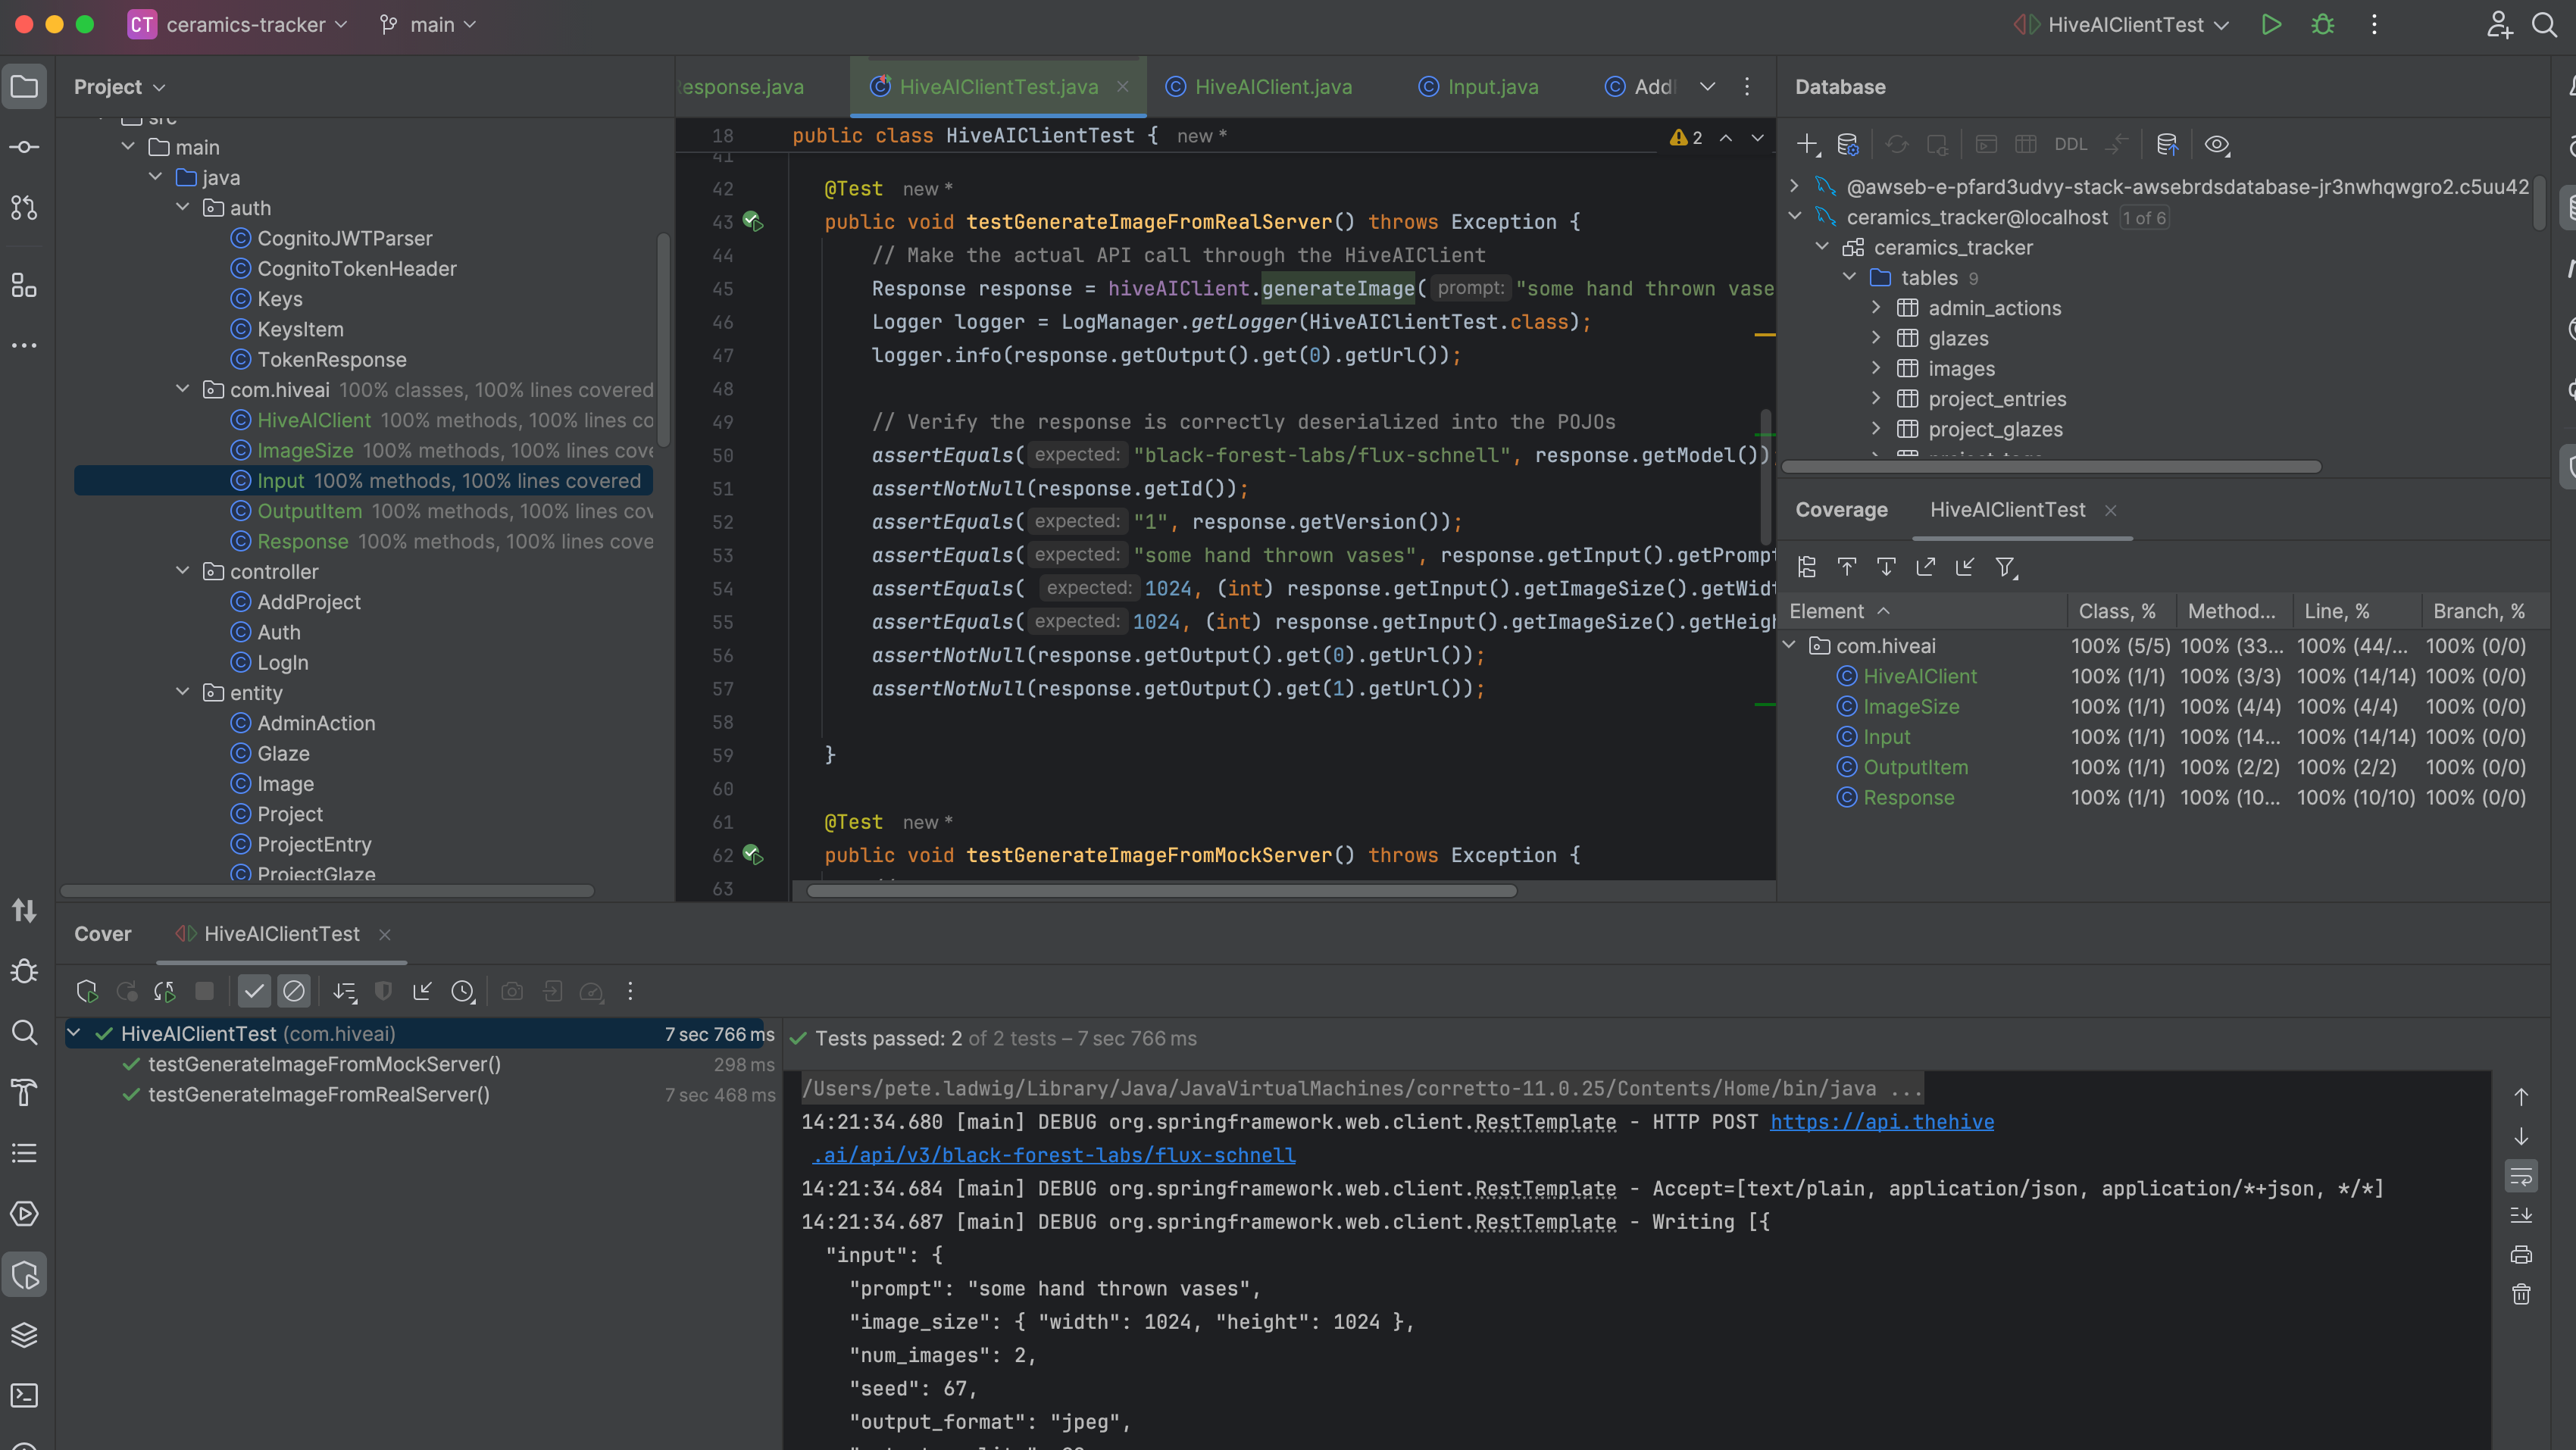 CT ceramics-tracker main HiveAIClientTest
Project
src
main
java
auth
CognitoJWTParser
CognitoTokenHeader
Keys
KeysItem
TokenResponse
com.hiveai 100% classes, 100% lines covered
HiveAIClient 100% methods, 100% lines co
ImageSize 100% methods, 100% lines cove
Input 100% methods, 100% lines covered
OutputItem 100% methods, 100% lines cov
Response 100% methods, 100% lines cove
controller
AddProject
Auth
LogIn
entity
AdminAction
Glaze
Image
Project
ProjectEntry
ProjectGlaze
esponse.java HiveAIClientTest.java HiveAIClient.java Input.java Add
18 public class HiveAIClientTest { new *
2
41
42 @Test new *
43 public void testGenerateImageFromRealServer() throws Exception {
44 // Make the actual API call through the HiveAIClient
45 Response response = hiveAIClient.generateImage( prompt: "some hand thrown vase
46 Logger logger = LogManager.getLogger(HiveAIClientTest.class);
47 logger.info(response.getOutput().get(0).getUrl());
48
49 // Verify the response is correctly deserialized into the POJOs
50 assertEquals( expected: "black-forest-labs/flux-schnell", response.getModel())
51 assertNotNull(response.getId());
52 assertEquals( expected: "1", response.getVersion());
53 assertEquals( expected: "some hand thrown vases", response.getInput().getPrompt
54 assertEquals( expected: 1024, (int) response.getInput().getImageSize().getWidt
55 assertEquals( expected: 1024, (int) response.getInput().getImageSize().getHeigh
56 assertNotNull(response.getOutput().get(0).getUrl());
57 assertNotNull(response.getOutput().get(1).getUrl());
58
59 }
60
61 @Test new *
62 public void testGenerateImageFromMockServer() throws Exception {
63
Database
DDL
@awseb-e-pfard3udvy-stack-awsebrdsdatabase-jr3nwhqwgro2.c5uu42
ceramics_tracker@localhost 1 of 6
ceramics_tracker
tables 9
admin_actions
glazes
images
project_entries
project_glazes
project_tags
Coverage HiveAIClientTest
Element Class, % Method... Line, % Branch, %
com.hiveai 100% (5/5) 100% (33... 100% (44/... 100% (0/0)
HiveAIClient 100% (1/1) 100% (3/3) 100% (14/14) 100% (0/0)
ImageSize 100% (1/1) 100% (4/4) 100% (4/4) 100% (0/0)
Input 100% (1/1) 100% (14... 100% (14/14) 100% (0/0)
OutputItem 100% (1/1) 100% (2/2) 100% (2/2) 100% (0/0)
Response 100% (1/1) 100% (10... 100% (10/10) 100% (0/0)
Cover HiveAIClientTest
HiveAIClientTest (com.hiveai) 7 sec 766 ms
testGenerateImageFromMockServer() 298 ms
testGenerateImageFromRealServer() 7 sec 468 ms
Tests passed: 2 of 2 tests – 7 sec 766 ms
/Users/pete.ladwig/Library/Java/JavaVirtualMachines/corretto-11.0.25/Contents/Home/bin/java ...
14:21:34.680 [main] DEBUG org.springframework.web.client.RestTemplate - HTTP POST https://api.thehive
.ai/api/v3/black-forest-labs/flux-schnell
14:21:34.684 [main] DEBUG org.springframework.web.client.RestTemplate - Accept=[text/plain, application/json, application/*+json, */*]
14:21:34.687 [main] DEBUG org.springframework.web.client.RestTemplate - Writing [{
"input": {
"prompt": "some hand thrown vases",
"image_size": { "width": 1024, "height": 1024 },
"num_images": 2,
"seed": 67,
"output_format": "jpeg",